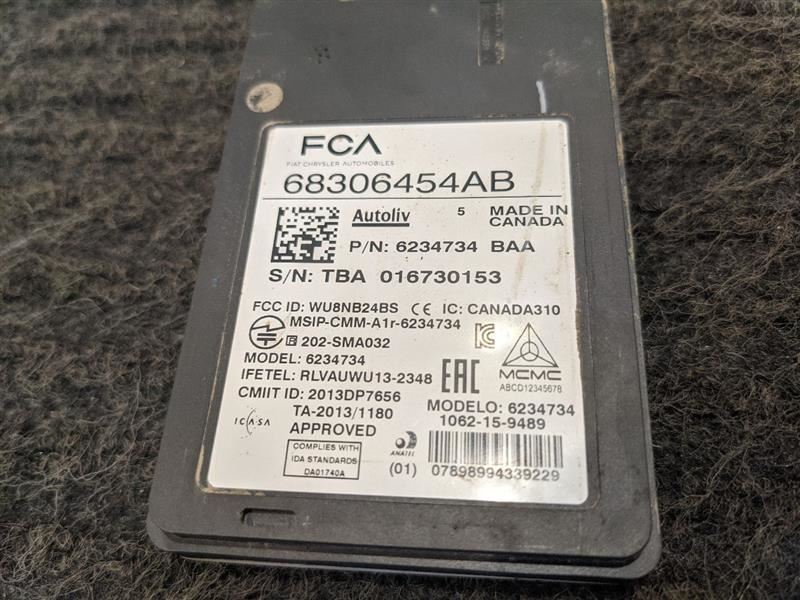 FCA
FIAT CHRYSLER AUTOMOBILES
68306454AB
Autoliv 5 MADE IN CANADA
P/N: 6234734 BAA
S/N: TBA 016730153
FCC ID: WU8NB24BS CE IC: CANADA310
MSIP-CMM-A1r-6234734
202-SMA032
MODEL: 6234734
IFETEL: RLVAUWU13-2348
EAC
MCMC
ABCD12345678
CMIIT ID: 2013DP7656
MODELO: 6234734
TA-2013/1180
1062-15-9489
ICASA
APPROVED
COMPLIES WITH
IDA STANDARDS
DA01740A
ANATEL
(01) 07898994339229